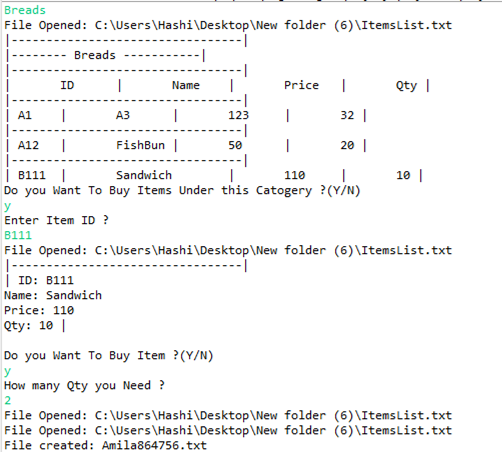 Breads
File Opened: C:\Users\Hashi\Desktop\New folder (6)\ItemsList.txt
|--------------------------------|
|-------- Breads -----------|
|--------------------------------|
|	ID	|	Name	|	Price	|	Qty |
|--------------------------------|
| A1	|	A3	|	123	|	32 |
|--------------------------------|
| A12	|	FishBun |	50	|	20 |
|--------------------------------|
| B111	|	Sandwich	|	110	|	10 |
Do you Want To Buy Items Under this Catogery ?(Y/N)
y
Enter Item ID ?
B111
File Opened: C:\Users\Hashi\Desktop\New folder (6)\ItemsList.txt
|--------------------------------|
| ID: B111
Name: Sandwich
Price: 110
Qty: 10 |
Do you Want To Buy Item ?(Y/N)
y
How many Qty you Need ?
2
File Opened: C:\Users\Hashi\Desktop\New folder (6)\ItemsList.txt
File Opened: C:\Users\Hashi\Desktop\New folder (6)\ItemsList.txt
File created: Amila864756.txt